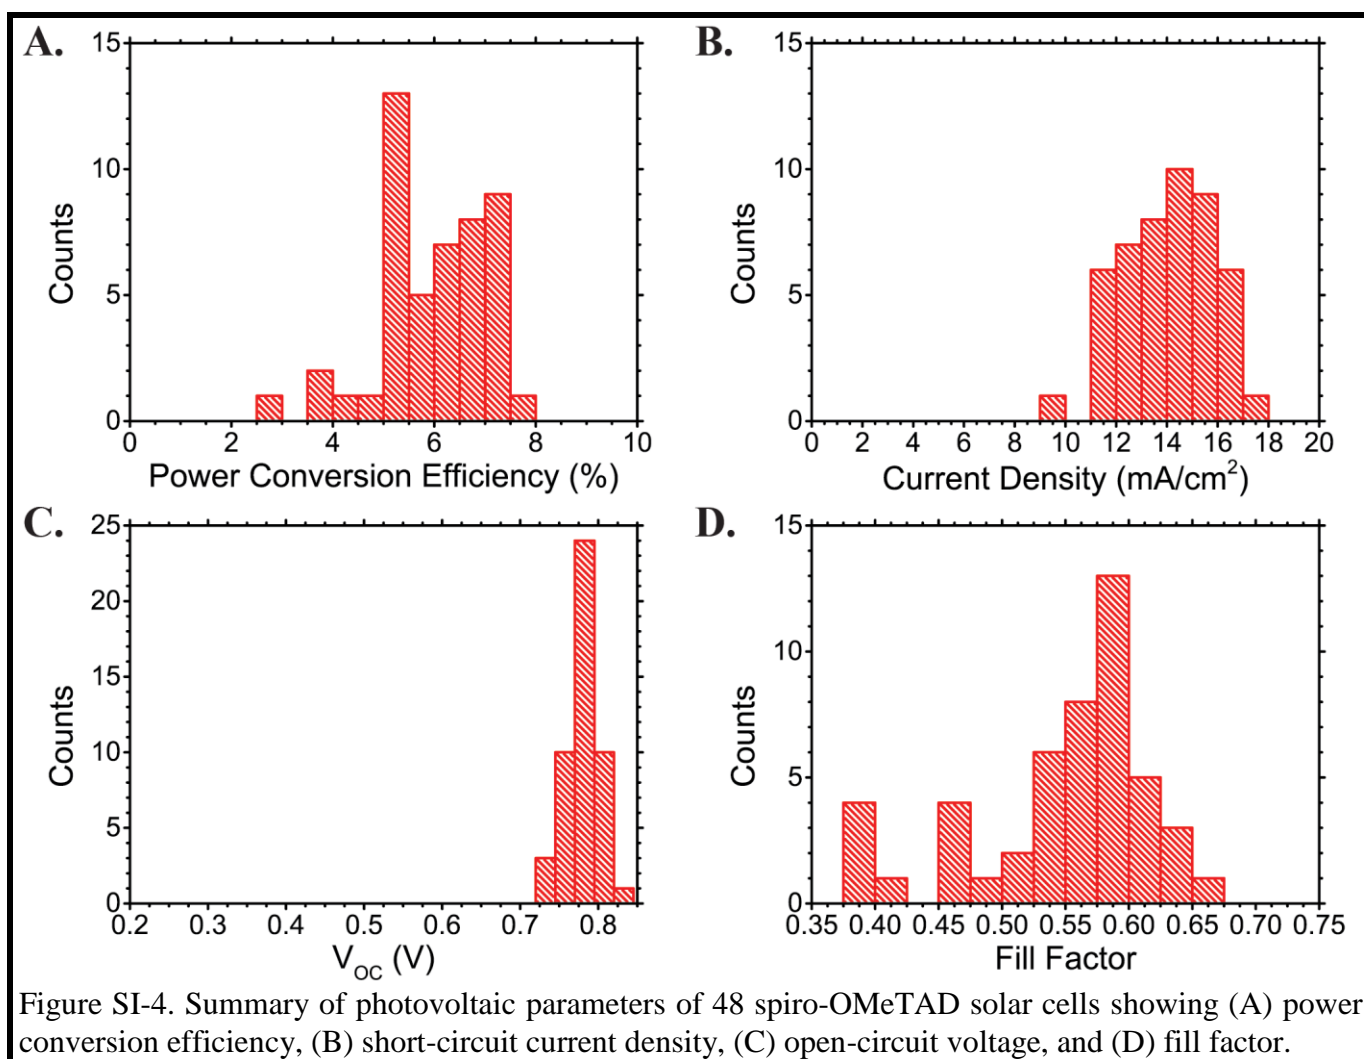 A.
15
10
5
0
Counts
0 2 4 6 8 10
Power Conversion Efficiency (%)
B.
15
10
5
0
Counts
0 2 4 6 8 10 12 14 16 18 20
Current Density (mA/cm²)
C.
25
20
15
10
5
0
Counts
0.2 0.3 0.4 0.5 0.6 0.7 0.8
V_OC (V)
D.
15
10
5
0
Counts
0.35 0.40 0.45 0.50 0.55 0.60 0.65 0.70 0.75
Fill Factor
Figure SI-4. Summary of photovoltaic parameters of 48 spiro-OMeTAD solar cells showing (A) power
conversion efficiency, (B) short-circuit current density, (C) open-circuit voltage, and (D) fill factor.